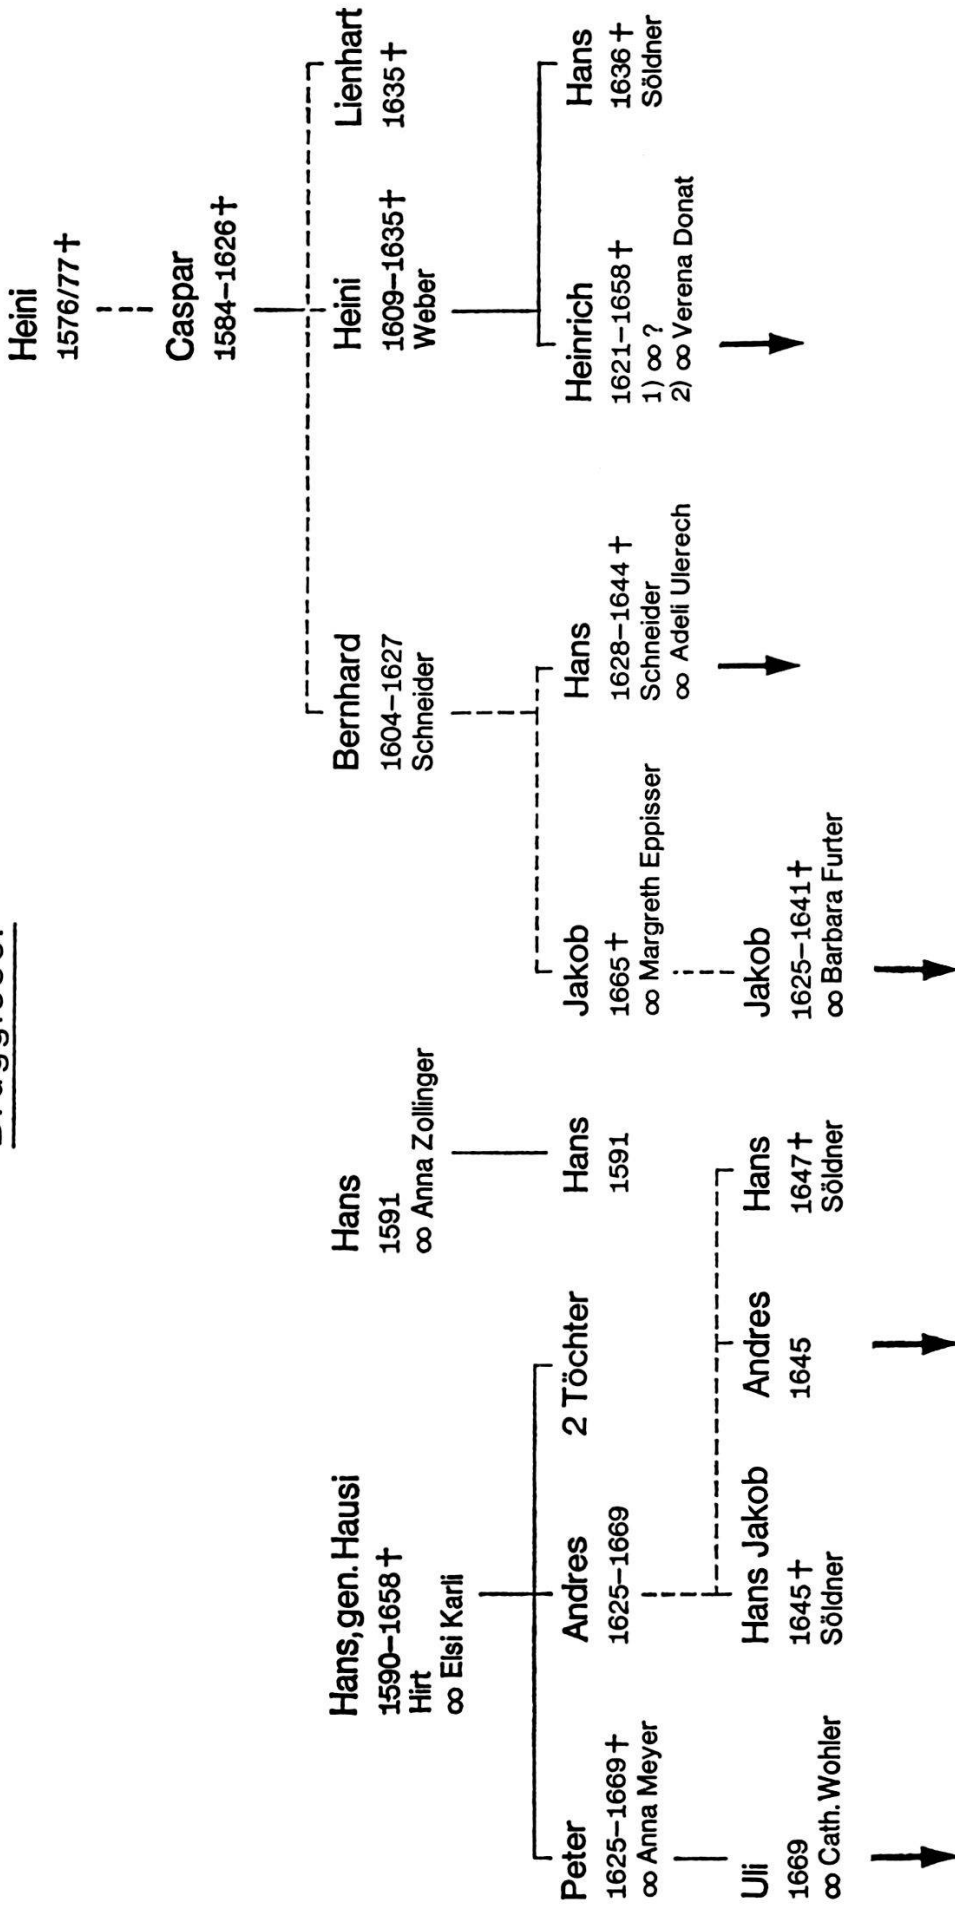 Heini
1576/77†
Caspar
1584–1626†
Hans, gen. Hausi
1590–1658†
Hirt
∞ Elsi Karli
Hans
1591
∞ Anna Zollinger
Bernhard
1604–1627
Schneider
Heini
1609–1635†
Weber
Lienhart
1635†
Peter
1625–1669†
∞ Anna Meyer
Andres
1625–1669
2 Töchter
Hans
1591
Jakob
1665†
∞ Margreth Eppisser
Hans
1628–1644†
Schneider
∞ Adeli Ulerech
Heinrich
1621–1658†
1) ∞ ?
2) ∞ Verena Donat
Hans
1636†
Söldner
Uli
1669
∞ Cath. Wohler
Hans Jakob
1645†
Söldner
Andres
1645
Hans
1647†
Söldner
Jakob
1625–1641†
∞ Barbara Furter